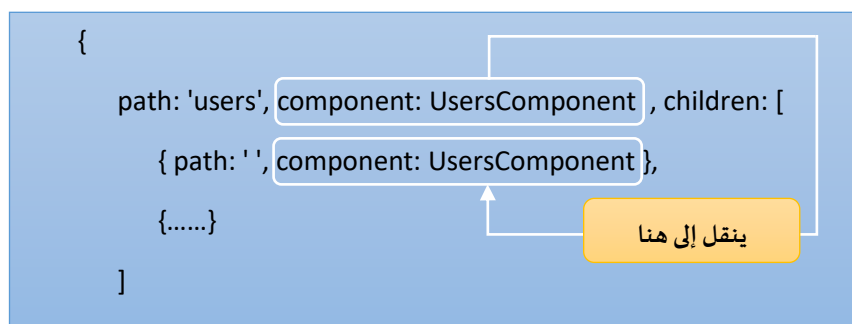 {
path: 'users', component: UsersComponent , children: [
{ path: ' ', component: UsersComponent },
{......}
ينقل إلى هنا
]